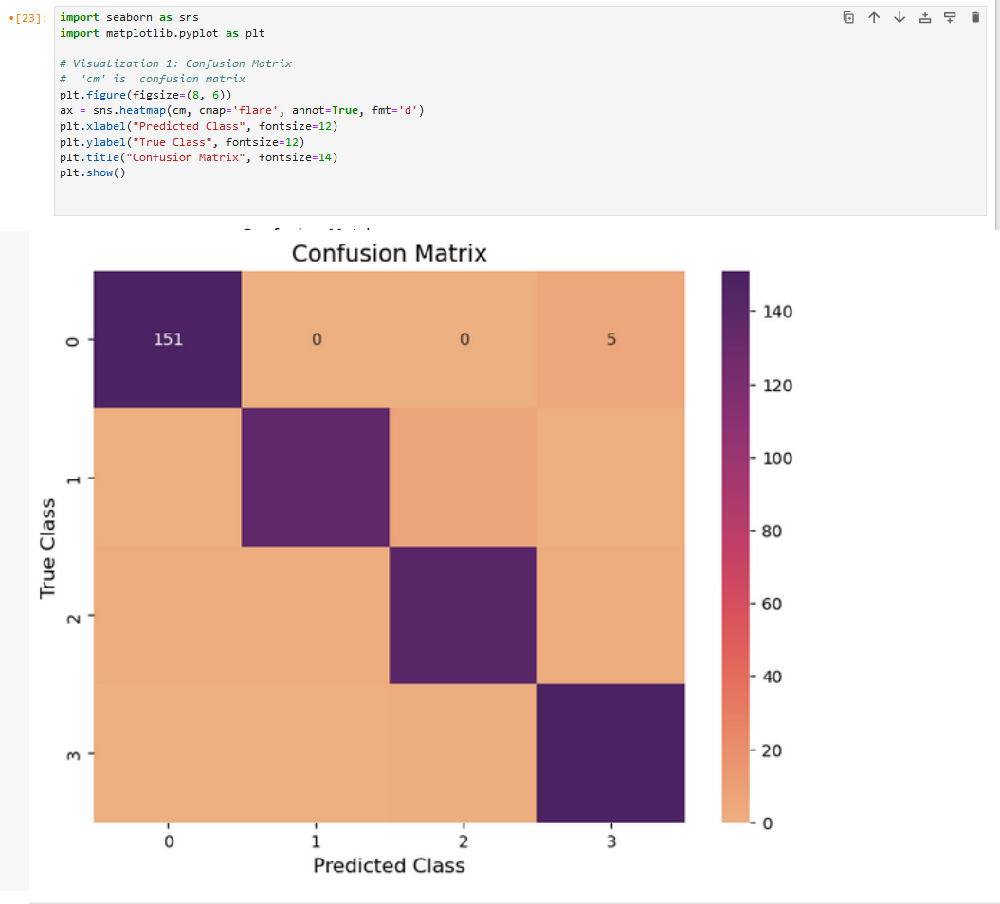 •[23]:
import seaborn as sns
import matplotlib.pyplot as plt
# Visualization 1: Confusion Matrix
#  'cm' is  confusion matrix
plt.figure(figsize=(8, 6))
ax = sns.heatmap(cm, cmap='flare', annot=True, fmt='d')
plt.xlabel("Predicted Class", fontsize=12)
plt.ylabel("True Class", fontsize=12)
plt.title("Confusion Matrix", fontsize=14)
plt.show()
Confusion Matrix
0
151 0 0 5
1
2
3
True Class
0 1 2 3
Predicted Class
140
120
100
80
60
40
20
0